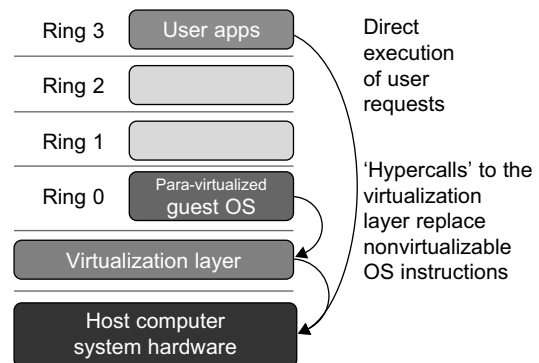 Ring 3
User apps
Direct
execution
of user
requests
Ring 2
Ring 1
Ring 0
Para-virtualized
guest OS
'Hypercalls' to the
virtualization
layer replace
nonvirtualizable
OS instructions
Virtualization layer
Host computer
system hardware